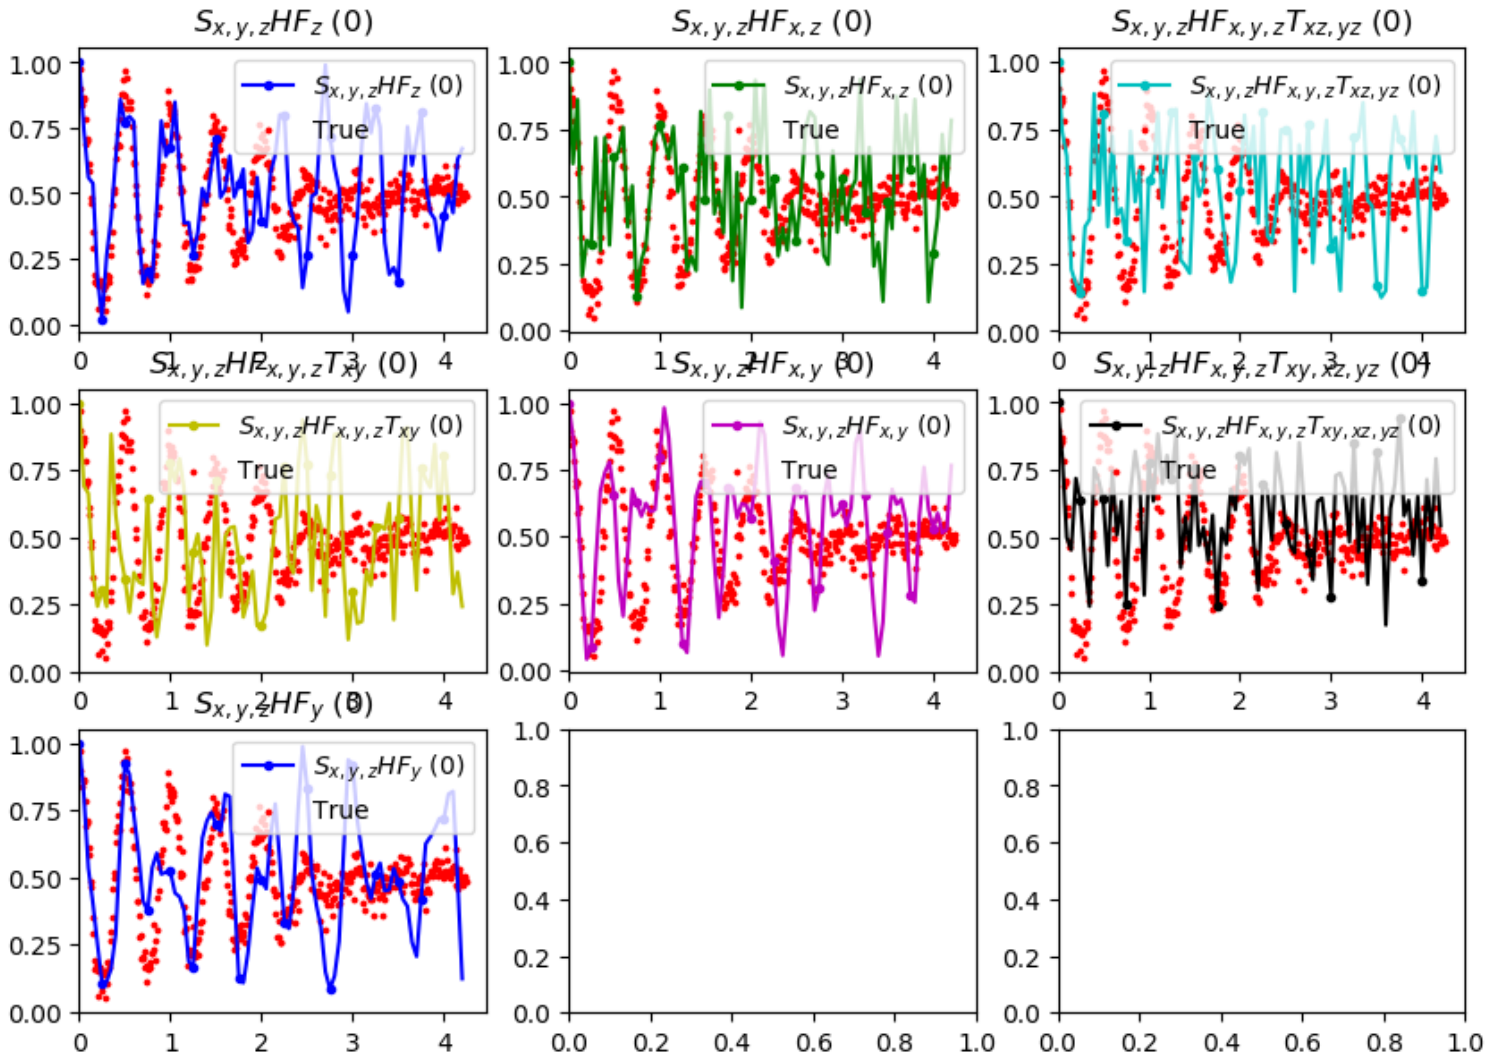 S_{x,y,z}HF_z (0)
S_{x,y,z}HF_{x,z} (0)
S_{x,y,z}HF_{x,y,z}T_{xz,yz} (0)
S_{x,y,z}HF_z (0)
True
S_{x,y,z}HF_{x,z} (0)
True
S_{x,y,z}HF_{x,y,z}T_{xz,yz} (0)
True
1.00
0.75
0.50
0.25
0.00
1.00
0.75
0.50
0.25
0.00
1.00
0.75
0.50
0.25
0.00
0 1 2 3 4
0 1 2 3 4
0 1 2 3 4
S_{x,y,z}HF_{x,y,z}T_{xy} (0)
S_{x,y,z}HF_{x,y} (0)
S_{x,y,z}HF_{x,y,z}T_{xy,xz,yz} (0)
S_{x,y,z}HF_{x,y,z}T_{xy} (0)
True
S_{x,y,z}HF_{x,y} (0)
True
S_{x,y,z}HF_{x,y,z}T_{xy,xz,yz} (0)
True
1.00
0.75
0.50
0.25
0.00
1.00
0.75
0.50
0.25
0.00
1.00
0.75
0.50
0.25
0.00
0 1 2 3 4
0 1 2 3 4
0 1 2 3 4
S_{x,y,z}HF_y (0)
S_{x,y,z}HF_y (0)
True
1.00
0.75
0.50
0.25
0.00
1.0
0.8
0.6
0.4
0.2
0.0
1.0
0.8
0.6
0.4
0.2
0.0
0 1 2 3 4
0.0 0.2 0.4 0.6 0.8 1.0
0.0 0.2 0.4 0.6 0.8 1.0